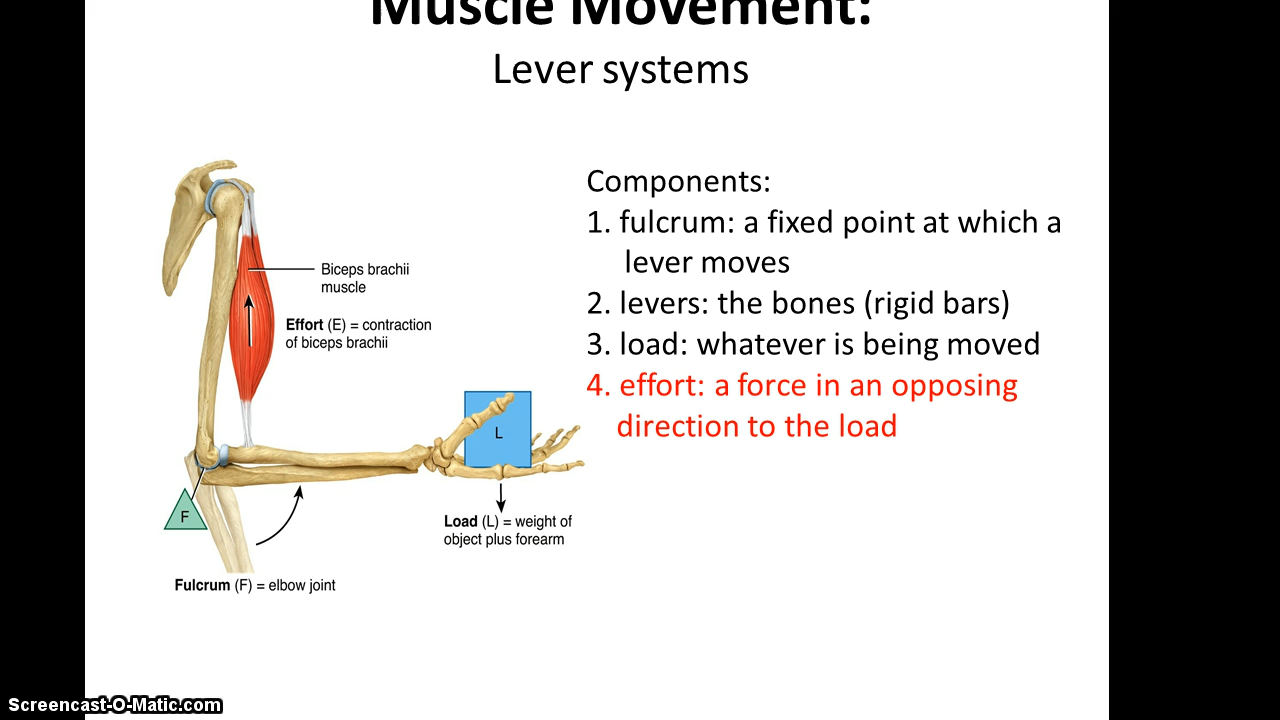 Muscle Movement:
Lever systems
Components:
1. fulcrum: a fixed point at which a
lever moves
2. levers: the bones (rigid bars)
3. load: whatever is being moved
4. effort: a force in an opposing
direction to the load
Biceps brachii
muscle
Effort (E) = contraction
of biceps brachii
L
F
Load (L) = weight of
object plus forearm
Fulcrum (F) = elbow joint
Screencast-O-Matic.com